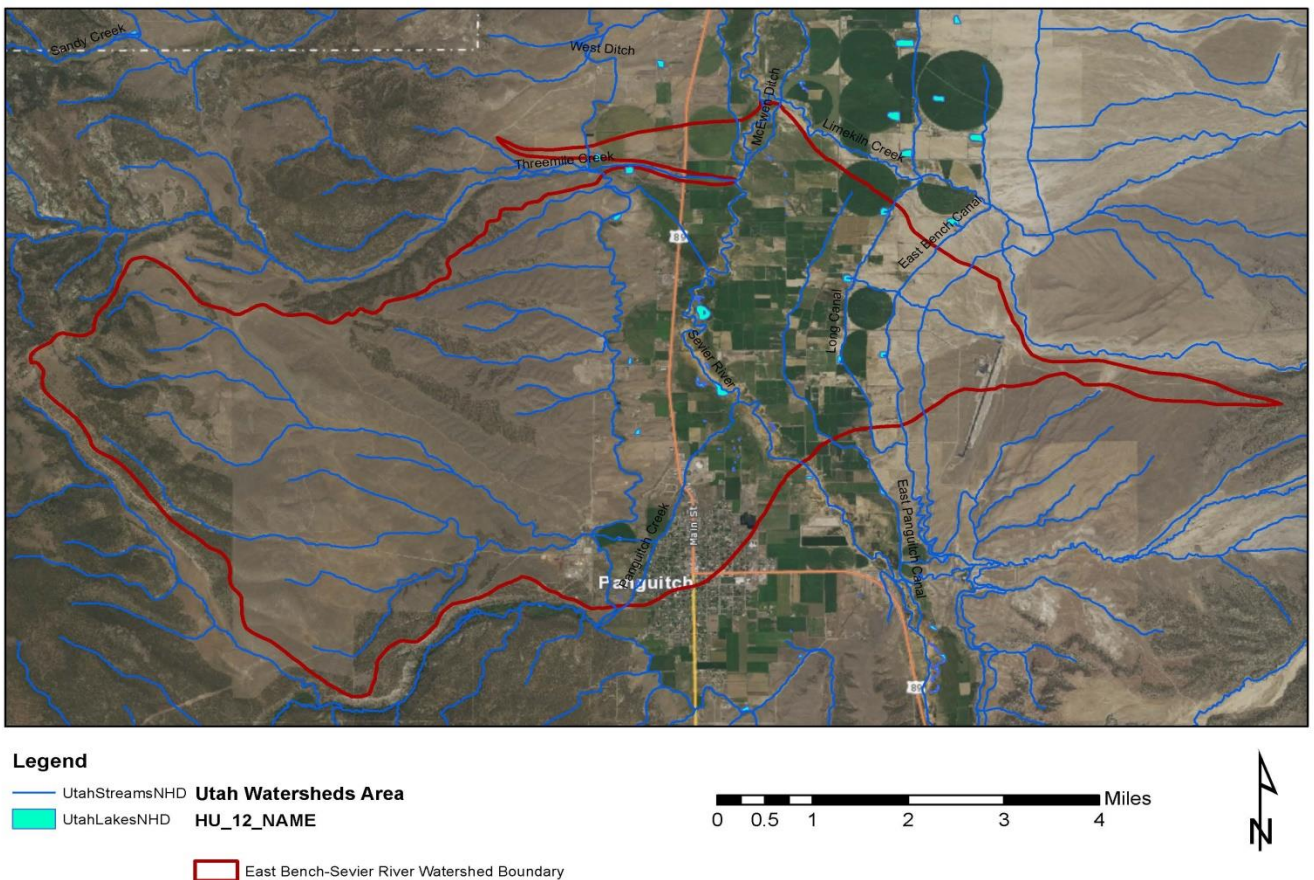 Sandy Creek
West Ditch
McEwen Ditch
Limekiln Creek
Threemile Creek
East Bench Canal
89
Long Canal
Sevier River
East Panguitch Canal
Main St
Panguitch Creek
Panguitch
89
Legend
UtahStreamsNHD
UtahLakesNHD
Utah Watersheds Area
HU_12_NAME
East Bench-Sevier River Watershed Boundary
Miles
0 0.5 1 2 3 4
N